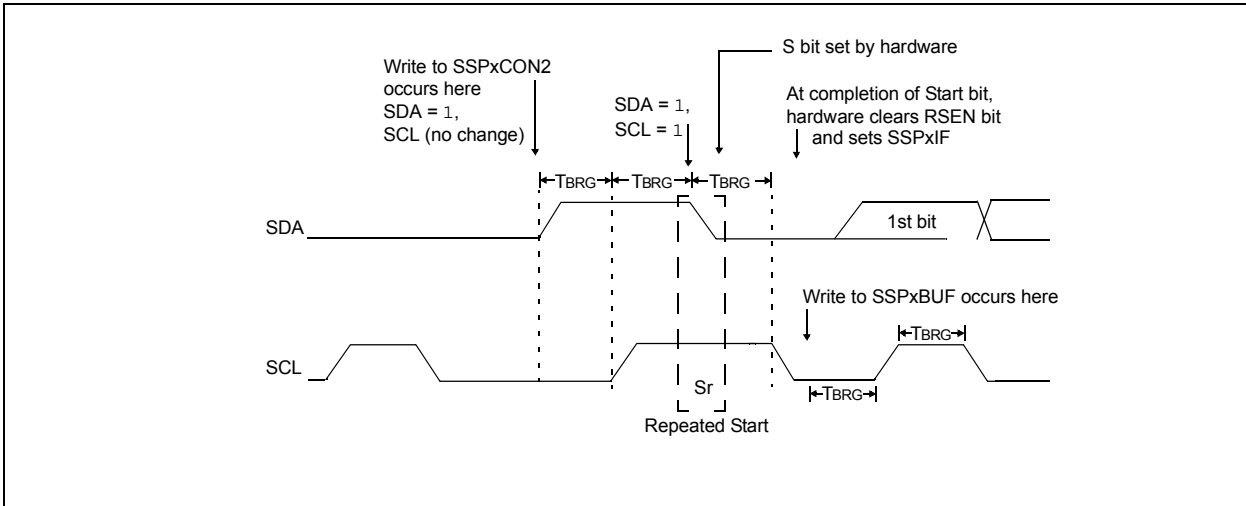 S bit set by hardware
Write to SSPxCON2
occurs here
SDA = 1,
SCL (no change)
SDA = 1,
SCL = 1
At completion of Start bit,
hardware clears RSEN bit
and sets SSPxIF
TBRG
TBRG
TBRG
SDA
1st bit
Write to SSPxBUF occurs here
TBRG
SCL
Sr
TBRG
Repeated Start